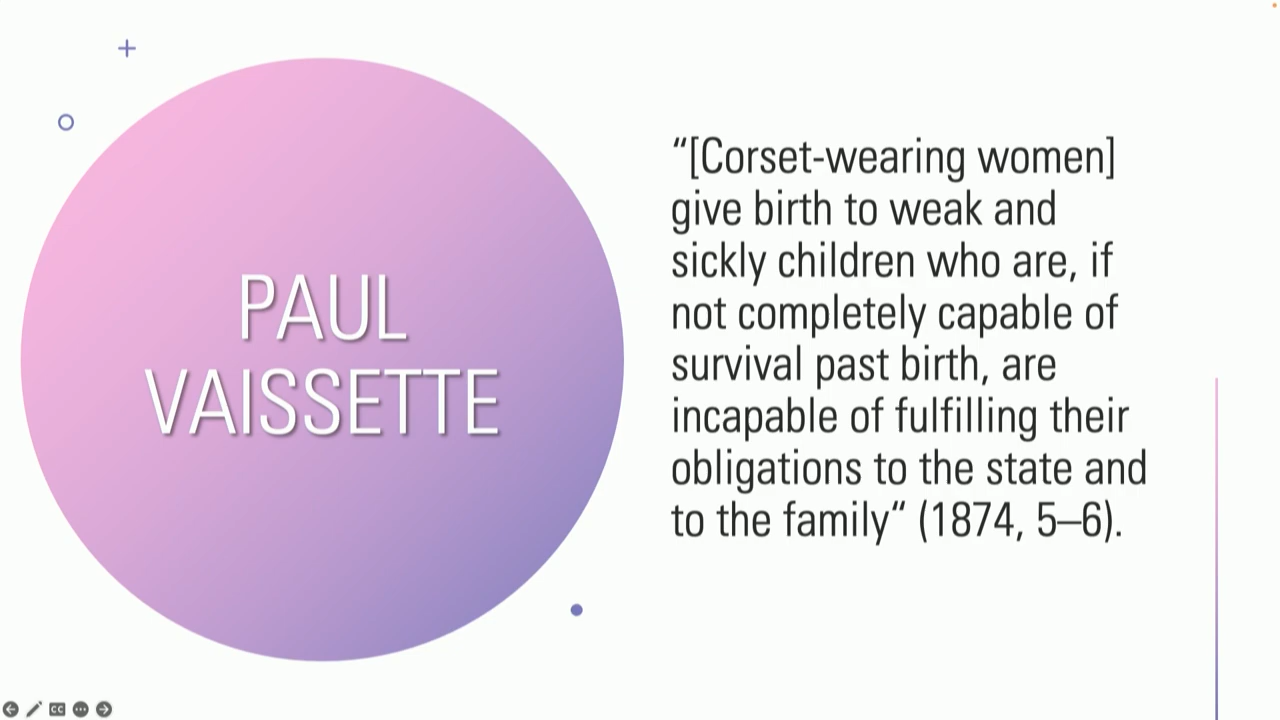 PAUL
VAISSETTE
“[Corset-wearing women]
give birth to weak and
sickly children who are, if
not completely capable of
survival past birth, are
incapable of fulfilling their
obligations to the state and
to the family“ (1874, 5–6).
CC